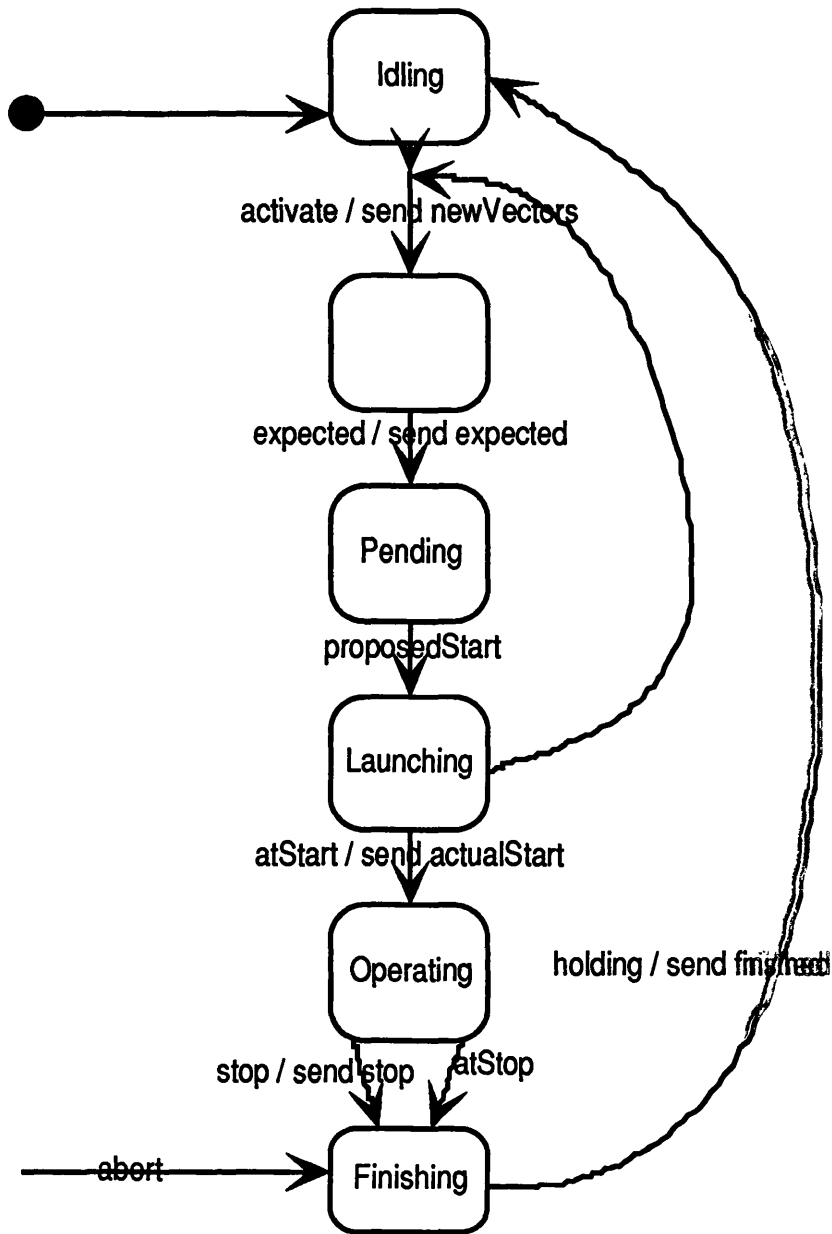 Idling
activate / send newVectors
expected / send expected
Pending
proposedStart
Launching
atStart / send actualStart
Operating
holding / send finished
stop / send stop
atStop
abort
Finishing